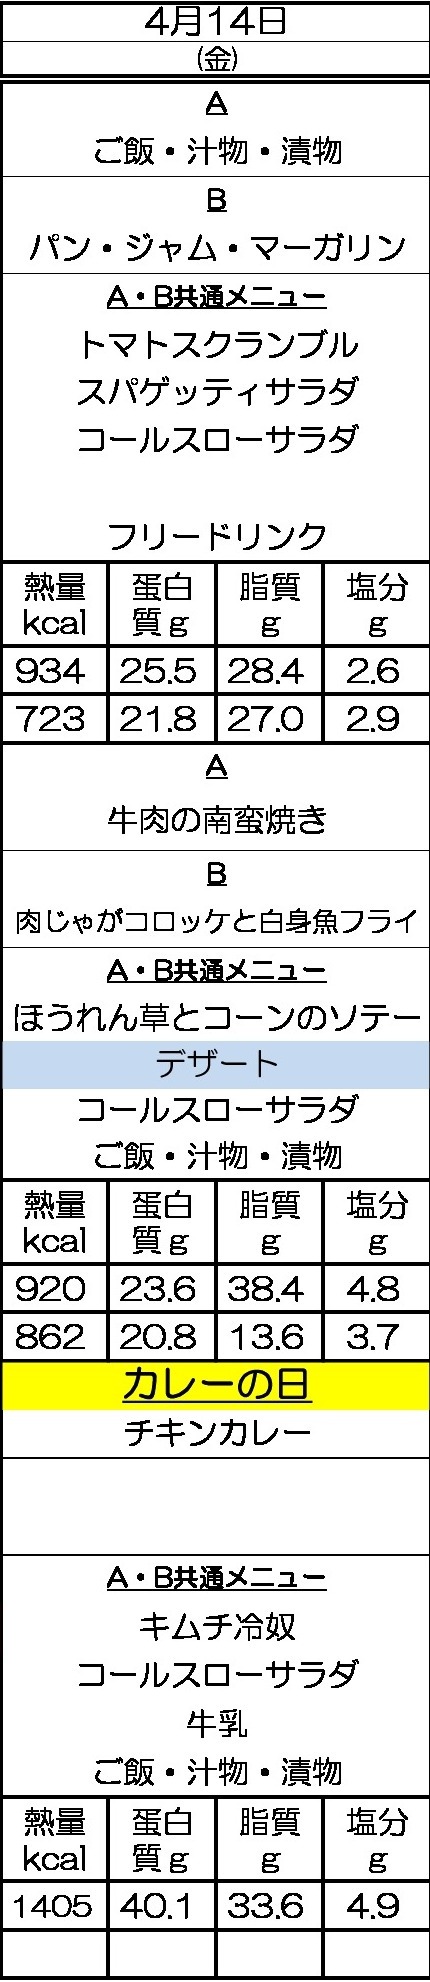 4月14日
(金)
A
ご飯・汁物・漬物
B
パン・ジャム・マーガリン
A・B共通メニュー
トマトスクランブル
スパゲッティサラダ
コールスローサラダ
フリードリンク
熱量 蛋白 脂質 塩分
kcal 質g g g
934 25.5 28.4 2.6
723 21.8 27.0 2.9
A
牛肉の南蛮焼き
B
肉じゃがコロッケと白身魚フライ
A・B共通メニュー
ほうれん草とコーンのソテー
デザート
コールスローサラダ
ご飯・汁物・漬物
熱量 蛋白 脂質 塩分
kcal 質g g g
920 23.6 38.4 4.8
862 20.8 13.6 3.7
カレーの日
チキンカレー
A・B共通メニュー
キムチ冷奴
コールスローサラダ
牛乳
ご飯・汁物・漬物
熱量 蛋白 脂質 塩分
kcal 質g g g
1405 40.1 33.6 4.9